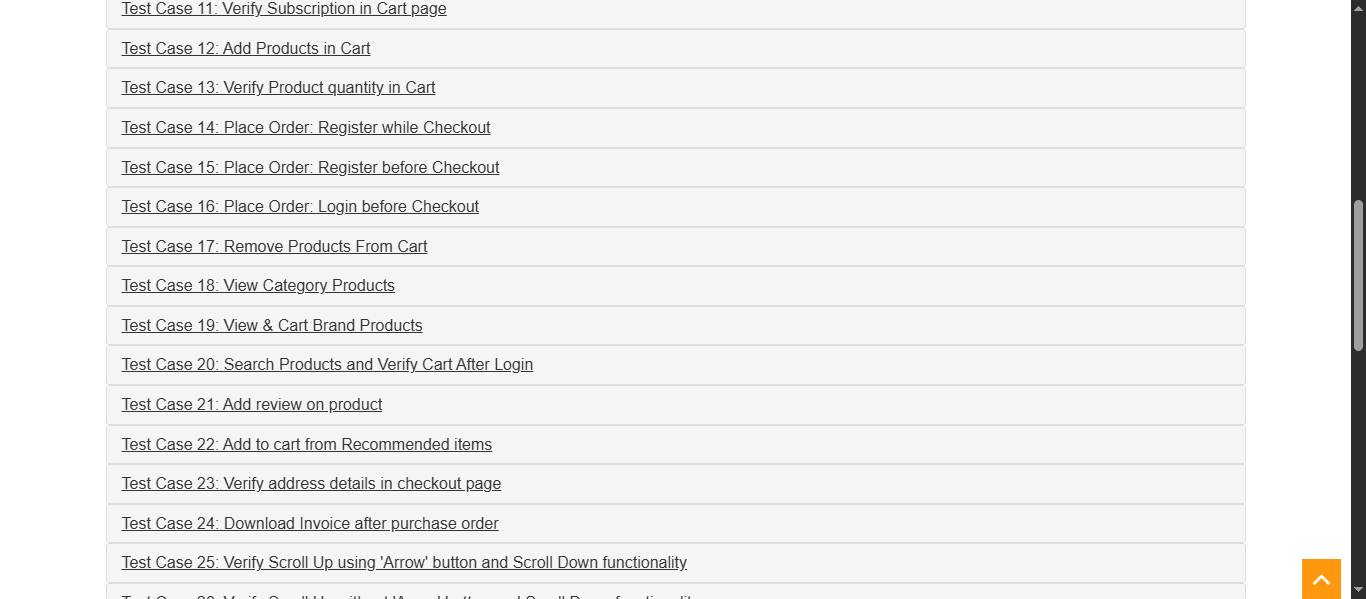 Test Case 11: Verify Subscription in Cart page
Test Case 12: Add Products in Cart
Test Case 13: Verify Product quantity in Cart
Test Case 14: Place Order: Register while Checkout
Test Case 15: Place Order: Register before Checkout
Test Case 16: Place Order: Login before Checkout
Test Case 17: Remove Products From Cart
Test Case 18: View Category Products
Test Case 19: View & Cart Brand Products
Test Case 20: Search Products and Verify Cart After Login
Test Case 21: Add review on product
Test Case 22: Add to cart from Recommended items
Test Case 23: Verify address details in checkout page
Test Case 24: Download Invoice after purchase order
Test Case 25: Verify Scroll Up using 'Arrow' button and Scroll Down functionality